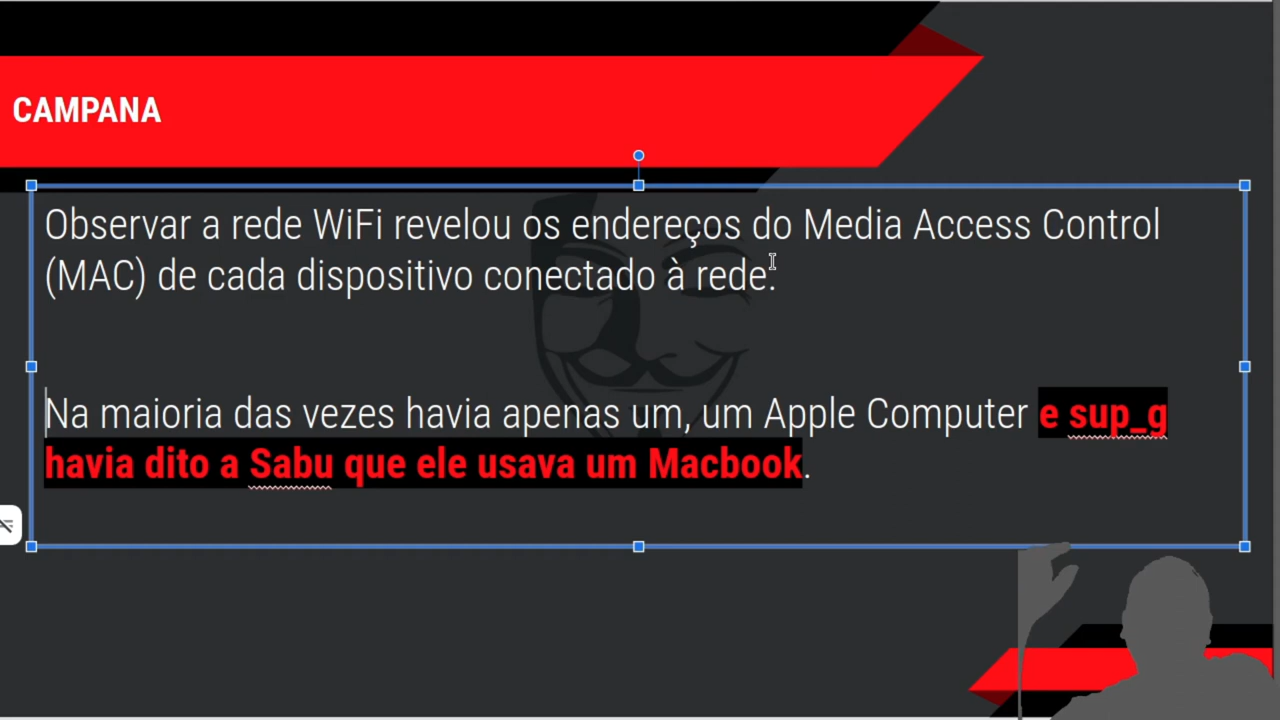 CAMPANA
Observar a rede WiFi revelou os endereços do Media Access Control
(MAC) de cada dispositivo conectado à rede.
Na maioria das vezes havia apenas um, um Apple Computer e sup_g
havia dito a Sabu que ele usava um Macbook.